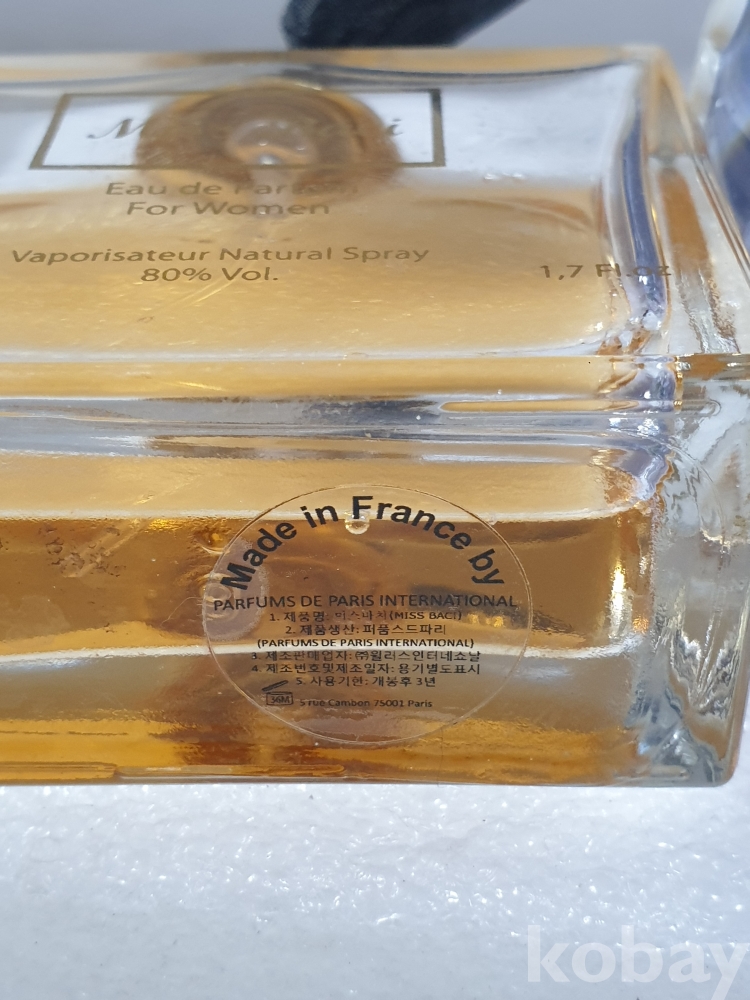 Eau de Parfum
For Women
Vaporisateur Natural Spray
80% Vol.
1,7 Fl.oz
Made in France by
PARFUMS DE PARIS INTERNATIONAL
1. 제품명: 미스바치(MISS BACI)
2. 제품생산: 퍼퓸스드파리
(PARFUMS DE PARIS INTERNATIONAL)
3. 제조판매업자: ㈜윌러스인터네쇼날
4. 제조번호및제조일자: 용기별도표시
5. 사용기한: 개봉후 3년
36M 5 rue Cambon 75001 Paris
kobay